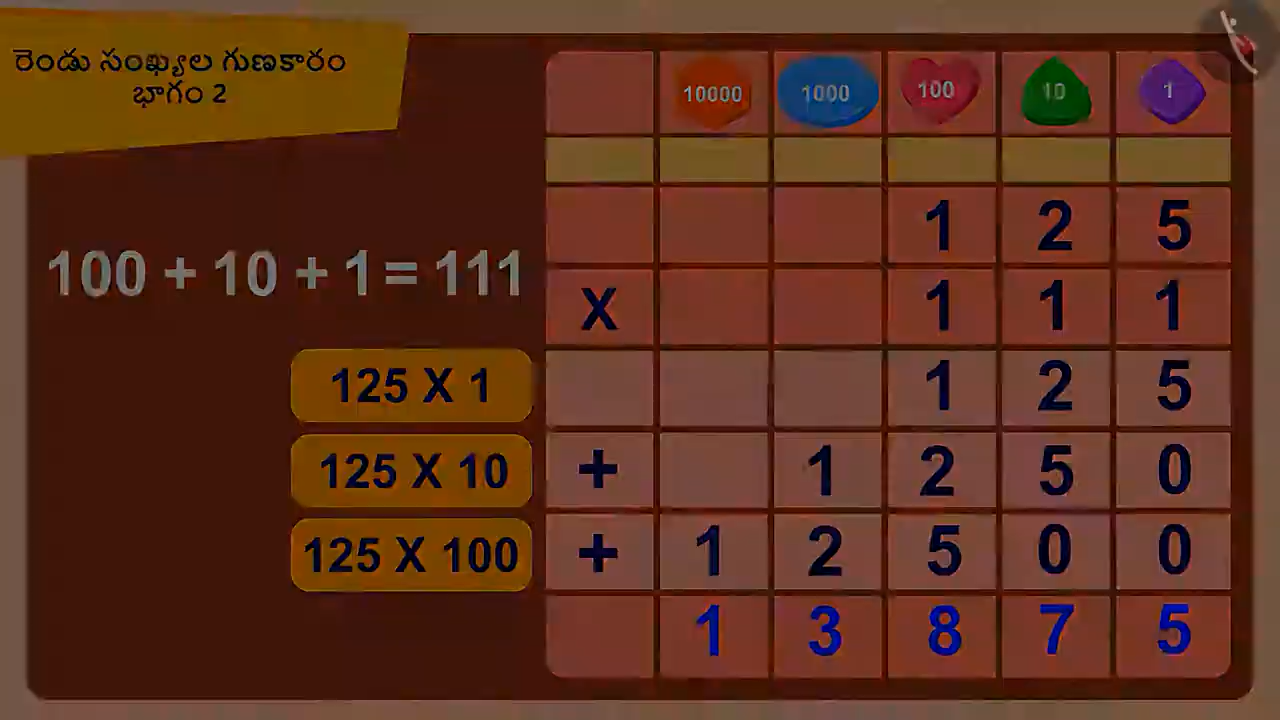 రెండు సంఖ్యల గుణకారం
భాగం 2
10000 1000 100 10 1
1 2 5
100 + 10 + 1 = 111
X 1 1 1
125 X 1 1 2 5
125 X 10 + 1 2 5 0
125 X 100 + 1 2 5 0 0
1 3 8 7 5